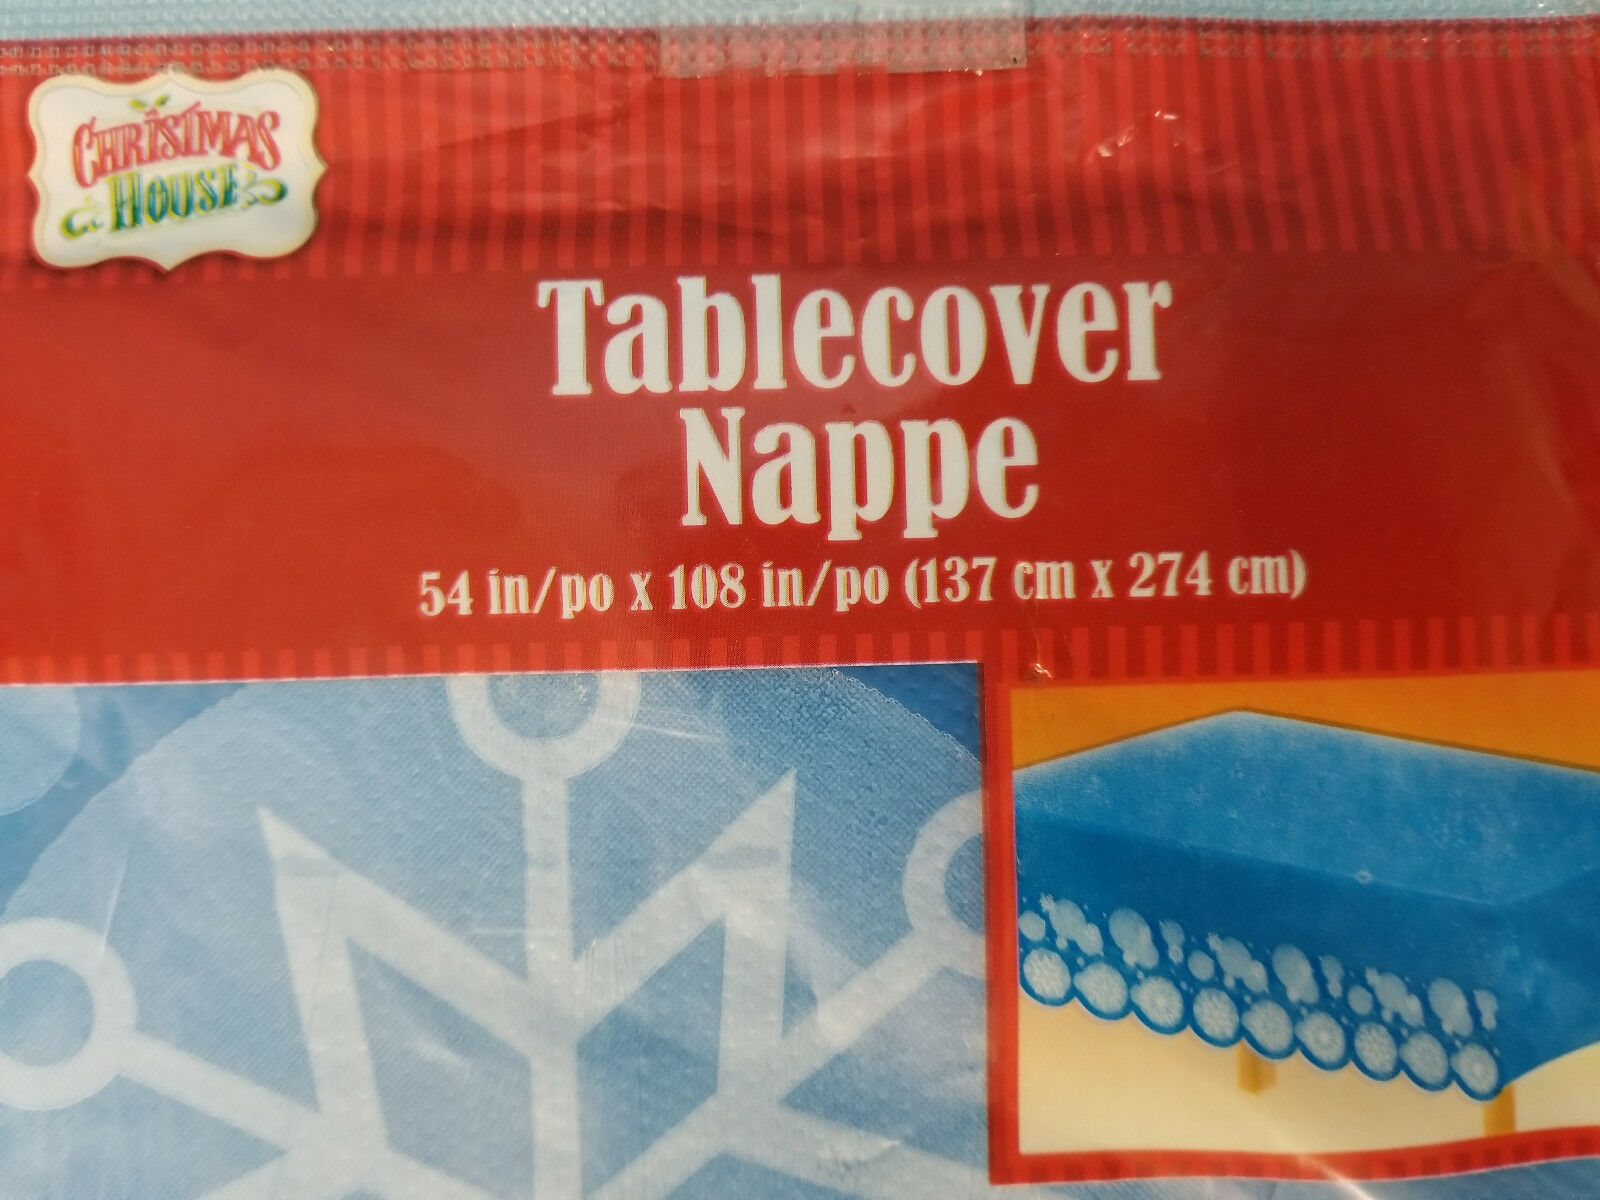 CHRISTMAS
HOUSE
Tablecover
Nappe
54 in/po x 108 in/po (137 cm x 274 cm)